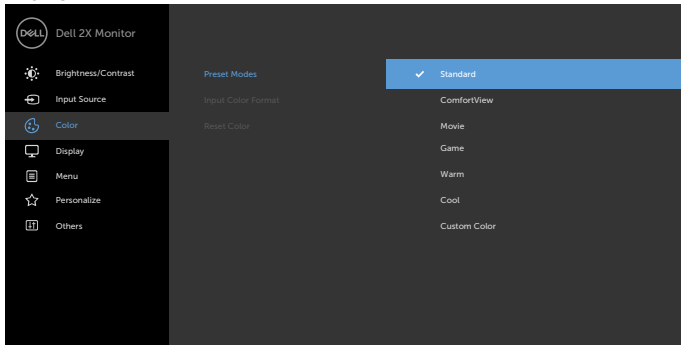 DELL Dell 2X Monitor
Brightness/Contrast Preset Modes Standard
Input Source Input Color Format ComfortView
Color Reset Color Movie
Display Game
Menu Warm
Personalize Cool
Others Custom Color